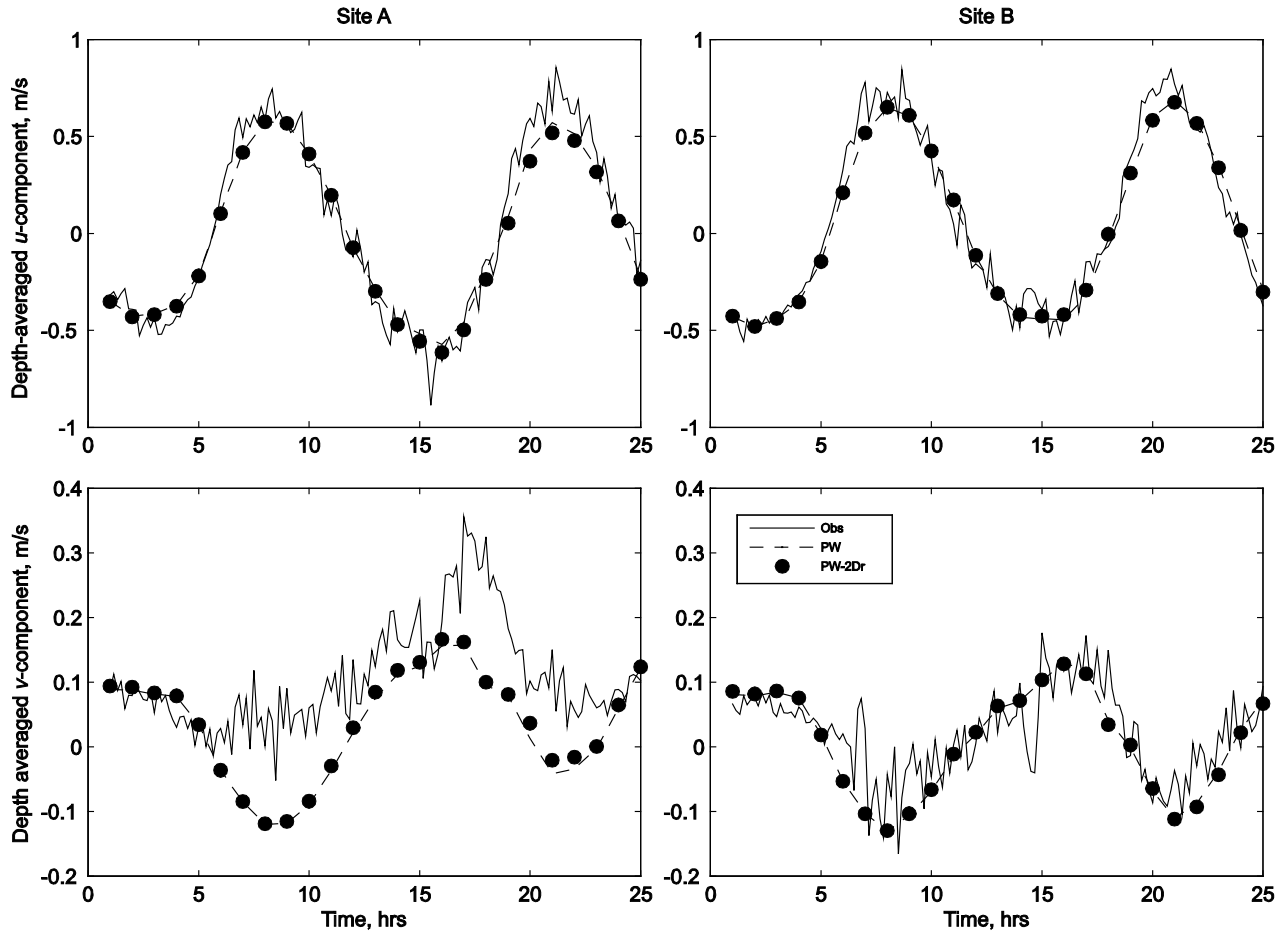 Site A
Site B
Depth-averaged u-component, m/s
1
0.5
0
-0.5
-1
0 5 10 15 20 25
1
0.5
0
-0.5
-1
0 5 10 15 20 25
Depth averaged v-component, m/s
0.4
0.3
0.2
0.1
0
-0.1
-0.2
0 5 10 15 20 25
Time, hrs
0.4
0.3
0.2
0.1
0
-0.1
-0.2
Obs
PW
PW-2Dr
0 5 10 15 20 25
Time, hrs